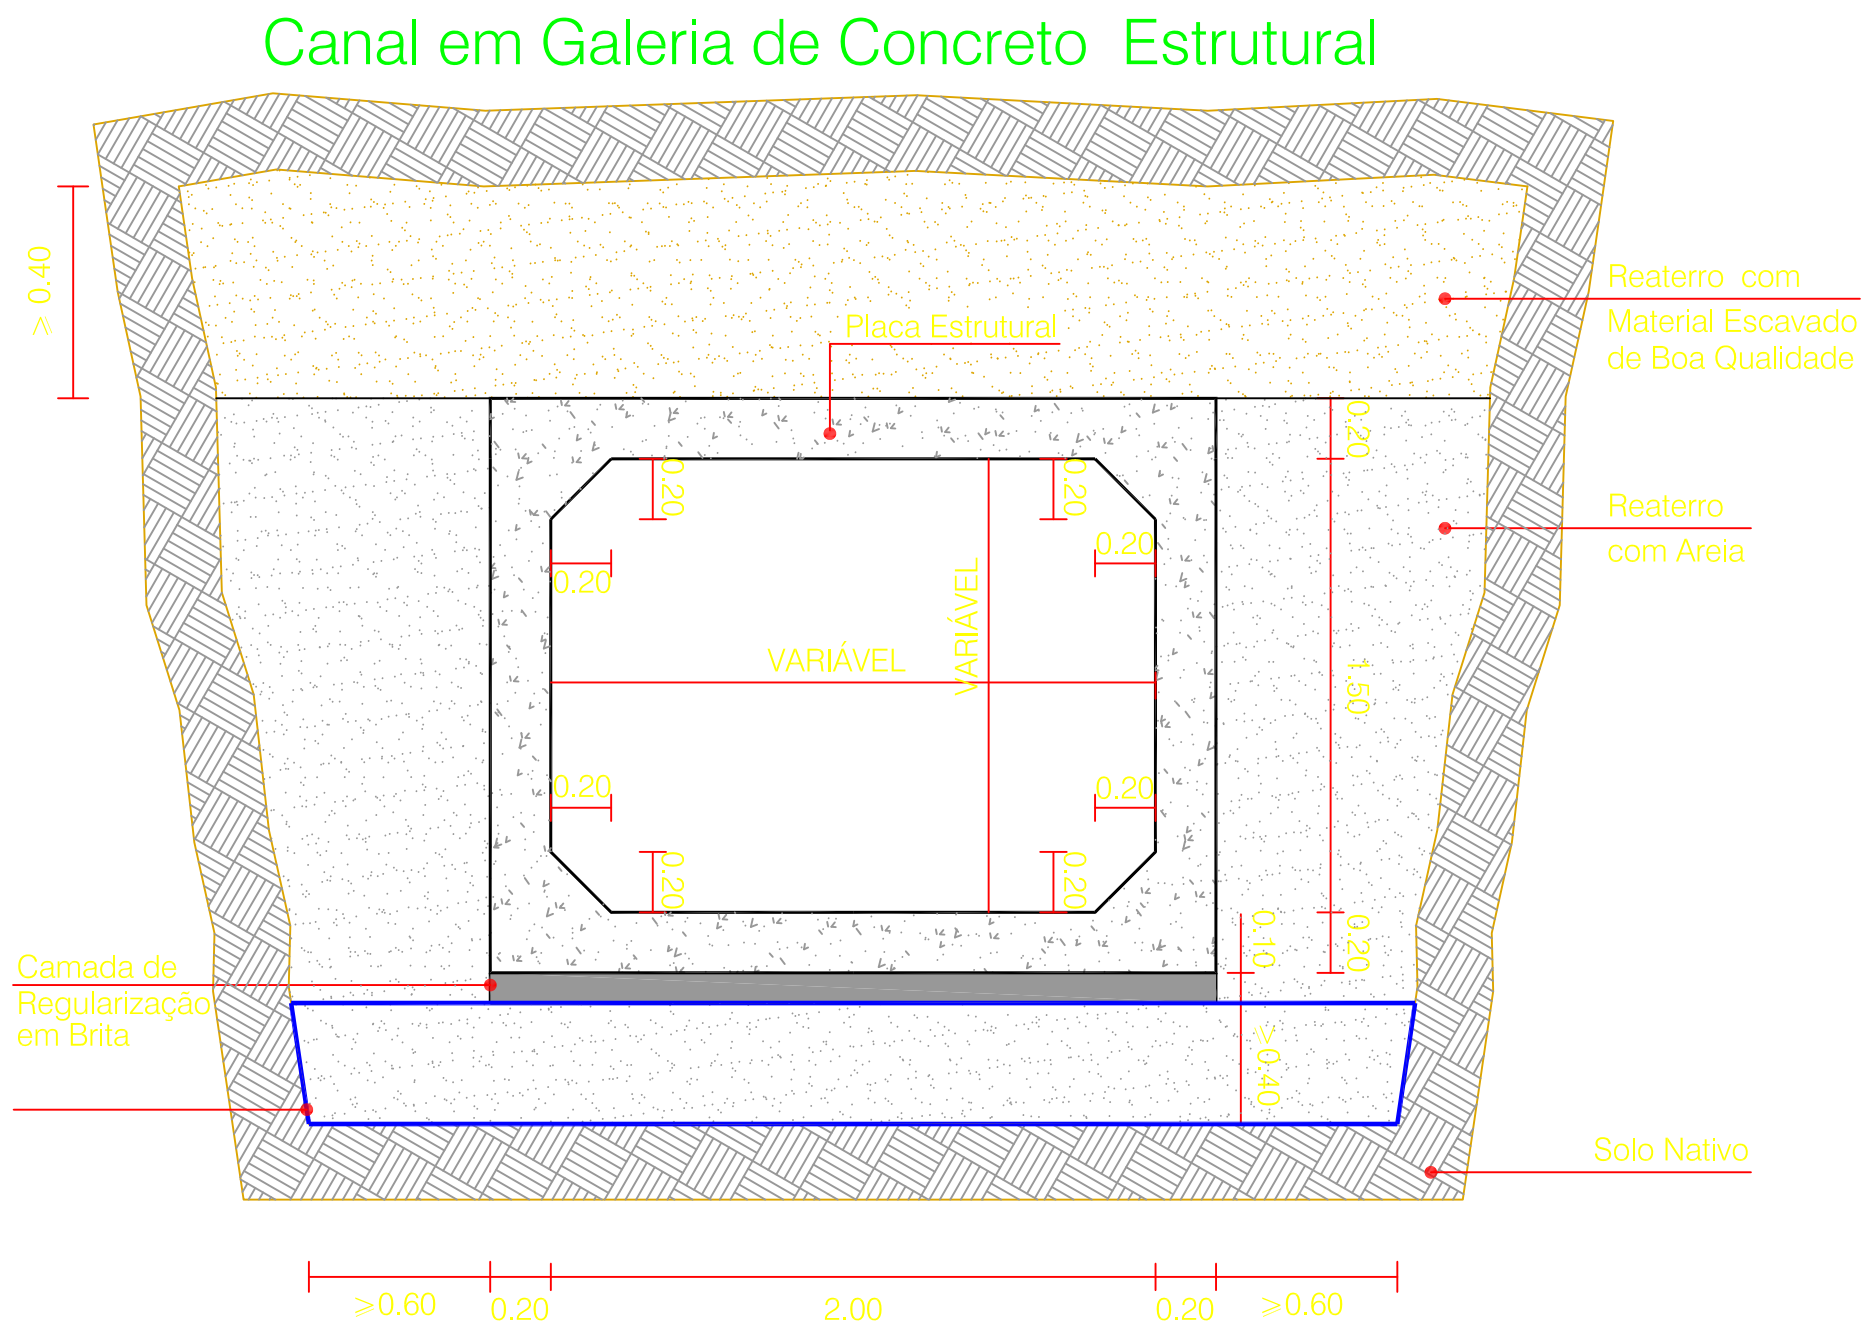 Canal em Galeria de Concreto Estrutural
≥ 0.40
Reaterro com
Material Escavado
de Boa Qualidade
Placa Estrutural
0.20
0.20
0.20
Reaterro
com Areia
0.20
0.20
VARIÁVEL
VARIÁVEL
1.50
0.20
0.20
0.20
0.20
0.10
0.20
Camada de
Regularização
em Brita
≥0.40
Solo Nativo
≥0.60
0.20
2.00
0.20
≥0.60